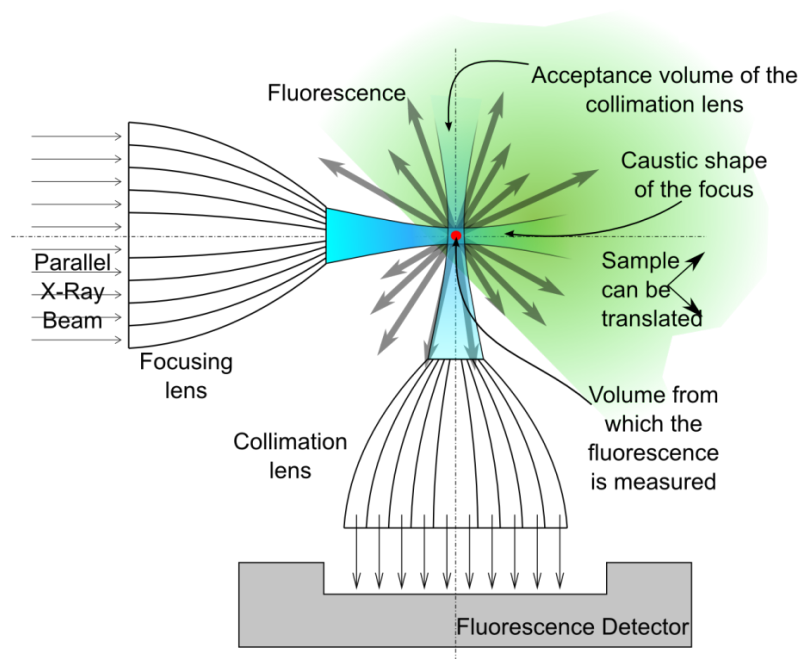 Fluorescence
Acceptance volume of the
collimation lens
Caustic shape
of the focus
Parallel
X-Ray
Beam
Sample
can be
translated
Focusing
lens
Volume from
which the
fluorescence
is measured
Collimation
lens
Fluorescence Detector